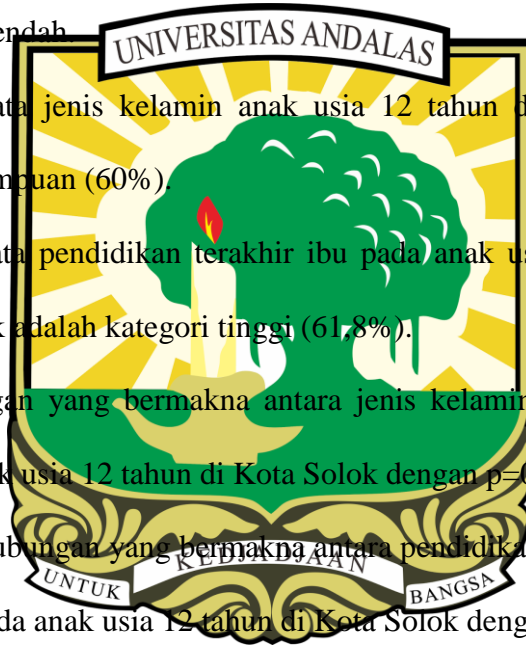 endah.
UNIVERSITAS ANDALAS
ata jenis kelamin anak usia 12 tahun d
mpuan (60%).
ata pendidikan terakhir ibu pada anak us
k adalah kategori tinggi (61,8%).
gan yang bermakna antara jenis kelamin
k usia 12 tahun di Kota Solok dengan p=0
ubungan yang bermakna antara pendidika
KEDJADJAAN
UNTUK
BANGSA
da anak usia 12 tahun di Kota Solok deng